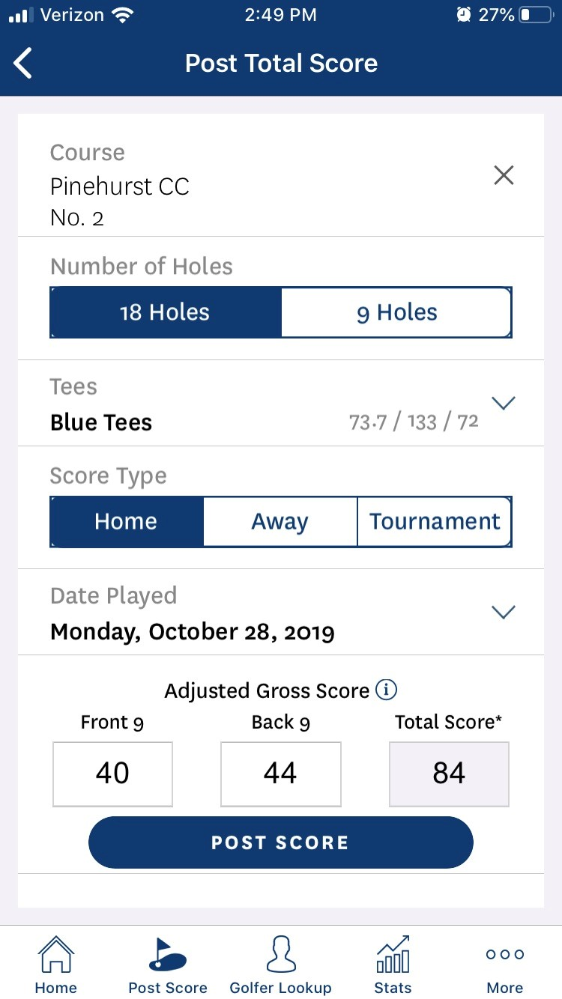 Verizon 2:49 PM 27%
Post Total Score
Course
Pinehurst CC
No. 2
Number of Holes
18 Holes 9 Holes
Tees
Blue Tees 73.7 / 133 / 72
Score Type
Home Away Tournament
Date Played
Monday, October 28, 2019
Adjusted Gross Score i
Front 9 Back 9 Total Score*
40 44 84
POST SCORE
Home Post Score Golfer Lookup Stats More